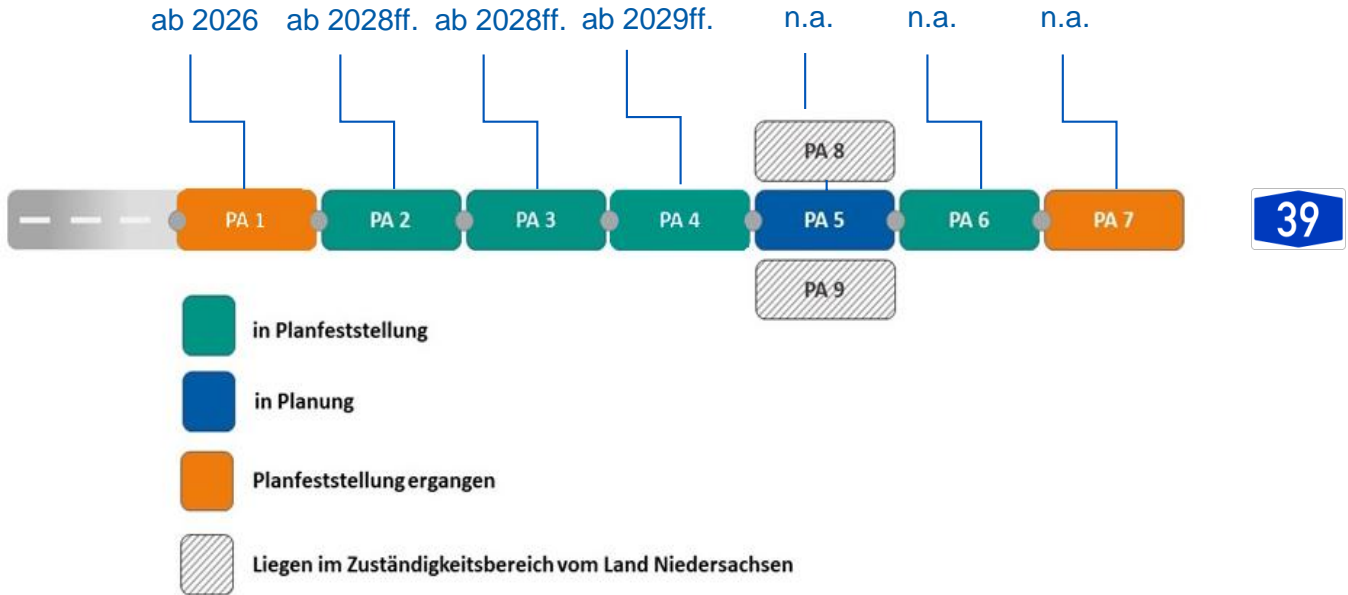 ab 2026 ab 2028ff. ab 2028ff. ab 2029ff. n.a. n.a. n.a.
PA 8
PA 1 PA 2 PA 3 PA 4 PA 5 PA 6 PA 7 39
PA 9
in Planfeststellung
in Planung
Planfeststellung ergangen
Liegen im Zuständigkeitsbereich vom Land Niedersachsen